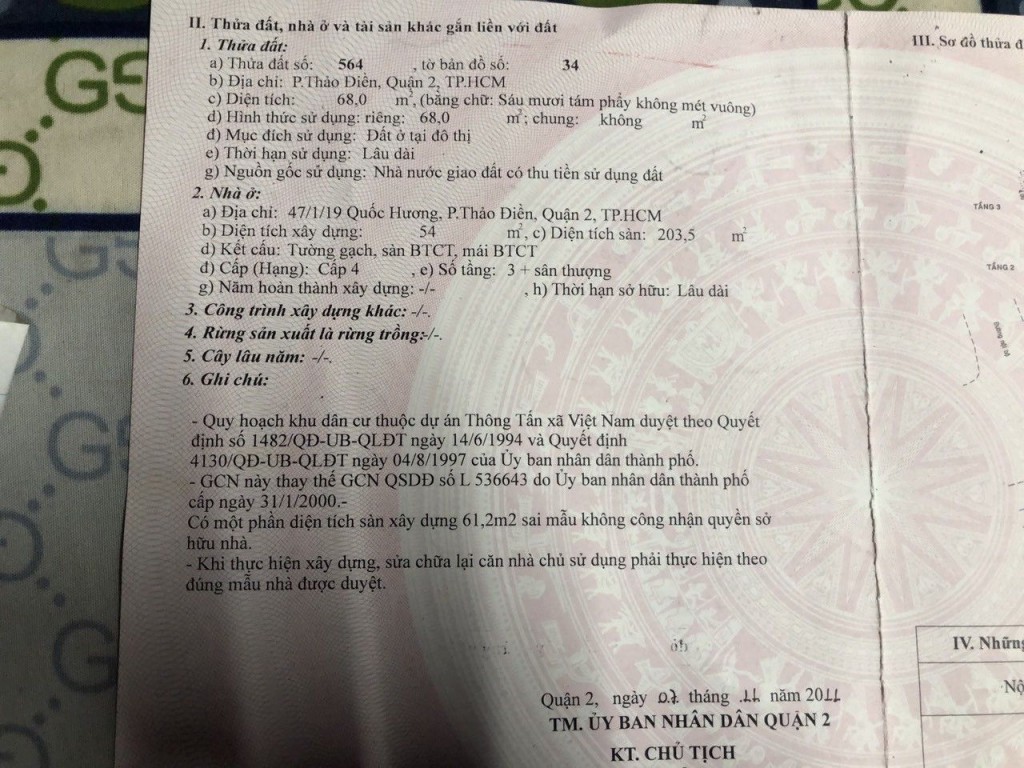 II. Thửa đất, nhà ở và tài sản khác gắn liền với đất
1. Thửa đất:
a) Thửa đất số: 564 , tờ bản đồ số: 34
b) Địa chỉ: P.Thảo Điền, Quận 2, TP.HCM
c) Diện tích: 68,0 m², (bằng chữ: Sáu mươi tám phẩy không mét vuông)
d) Hình thức sử dụng: riêng: 68,0 m²; chung: không m²
đ) Mục đích sử dụng: Đất ở tại đô thị
e) Thời hạn sử dụng: Lâu dài
g) Nguồn gốc sử dụng: Nhà nước giao đất có thu tiền sử dụng đất
2. Nhà ở:
a) Địa chỉ: 47/1/19 Quốc Hương, P.Thảo Điền, Quận 2, TP.HCM
b) Diện tích xây dựng: 54 m², c) Diện tích sàn: 203,5 m²
d) Kết cấu: Tường gạch, sàn BTCT, mái BTCT
đ) Cấp (Hạng): Cấp 4 , e) Số tầng: 3 + sân thượng
g) Năm hoàn thành xây dựng: -/- , h) Thời hạn sở hữu: Lâu dài
3. Công trình xây dựng khác: -/-.
4. Rừng sản xuất là rừng trồng:-/-.
5. Cây lâu năm: -/-.
6. Ghi chú:
- Quy hoạch khu dân cư thuộc dự án Thông Tấn xã Việt Nam duyệt theo Quyết
định số 1482/QĐ-UB-QLĐT ngày 14/6/1994 và Quyết định
4130/QĐ-UB-QLĐT ngày 04/8/1997 của Ủy ban nhân dân thành phố.
- GCN này thay thế GCN QSDĐ số L 536643 do Ủy ban nhân dân thành phố
cấp ngày 31/1/2000.-
Có một phần diện tích sàn xây dựng 61,2m2 sai mẫu không công nhận quyền sở
hữu nhà.
- Khi thực hiện xây dựng, sửa chữa lại căn nhà chủ sử dụng phải thực hiện theo
đúng mẫu nhà được duyệt.
Quận 2, ngày 07 tháng 11 năm 2011
TM. ỦY BAN NHÂN DÂN QUẬN 2
KT. CHỦ TỊCH
III. Sơ đồ thửa đ
TẦNG 3
TẦNG 2
IV. Những
Nộ
G5
G5
G5
G5